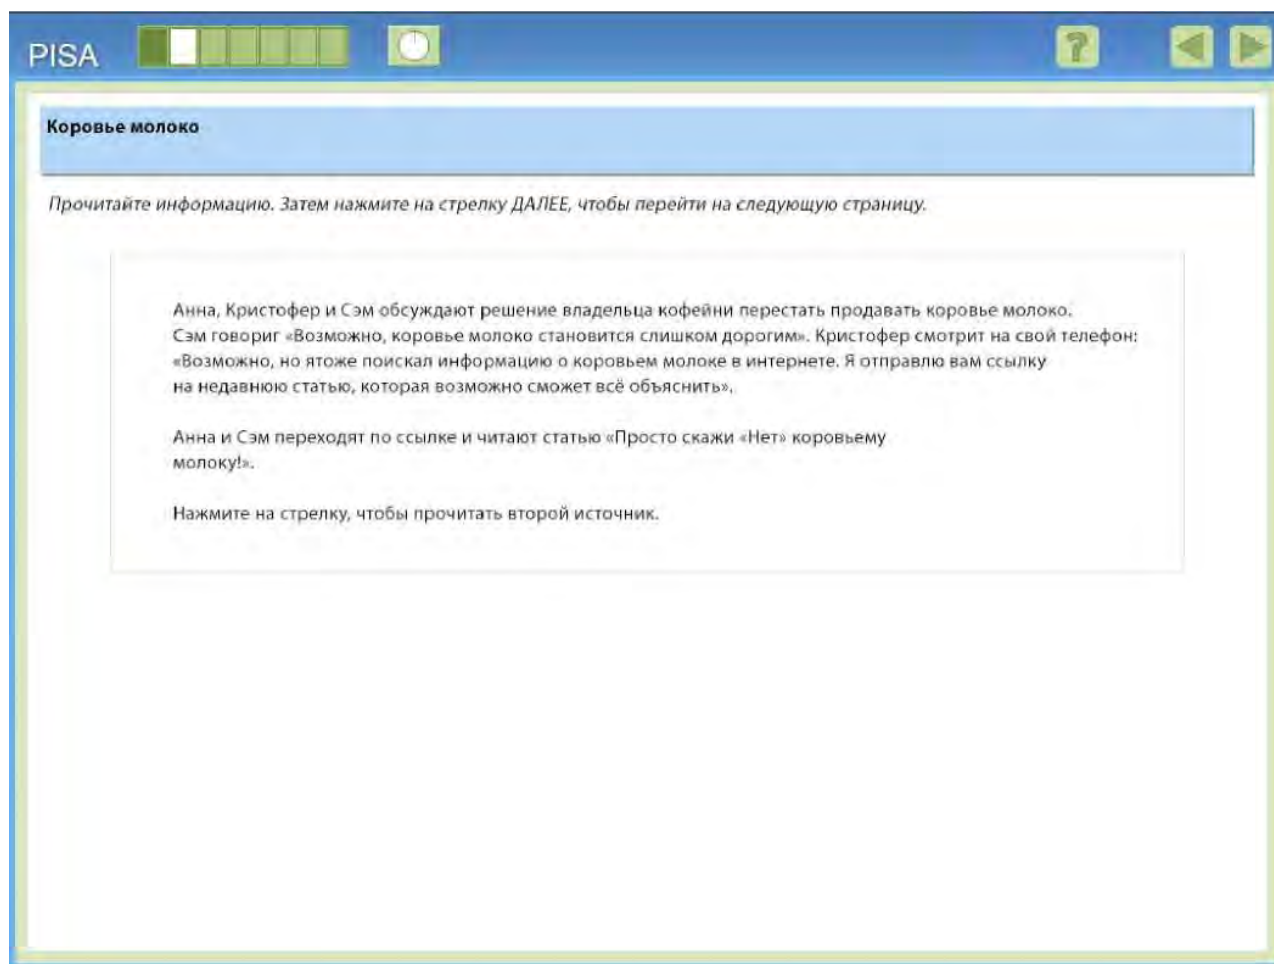 PISA
?
Коровье молоко
Прочитайте информацию. Затем нажмите на стрелку ДАЛЕЕ, чтобы перейти на следующую страницу.
Анна, Кристофер и Сэм обсуждают решение владельца кофейни перестать продавать коровье молоко.
Сэм говориг «Возможно, коровье молоко становится слишком дорогим». Кристофер смотрит на свой телефон:
«Возможно, но ятоже поискал информацию о коровьем молоке в интернете. Я отправлю вам ссылку
на недавнюю статью, которая возможно сможет всё объяснить».
Анна и Сэм переходят по ссылке и читают статью «Просто скажи «Нет» коровьему
молоку!».
Нажмите на стрелку, чтобы прочитать второй источник.